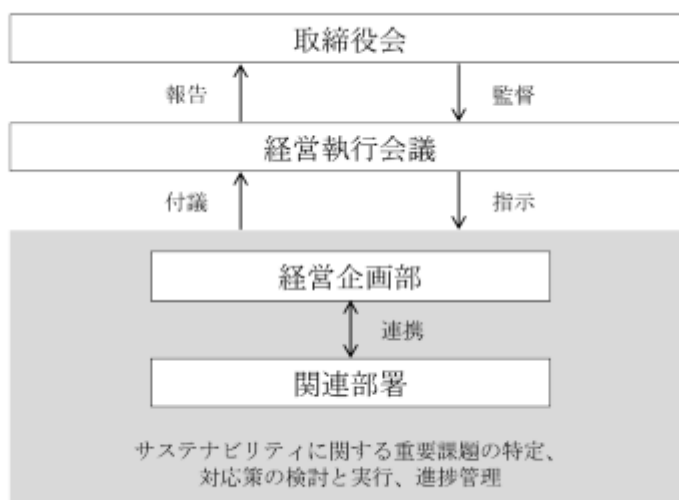 取締役会
報告
監督
経営執行会議
付議
指示
経営企画部
連携
関連部署
サステナビリティに関する重要課題の特定、
対応策の検討と実行、進捗管理